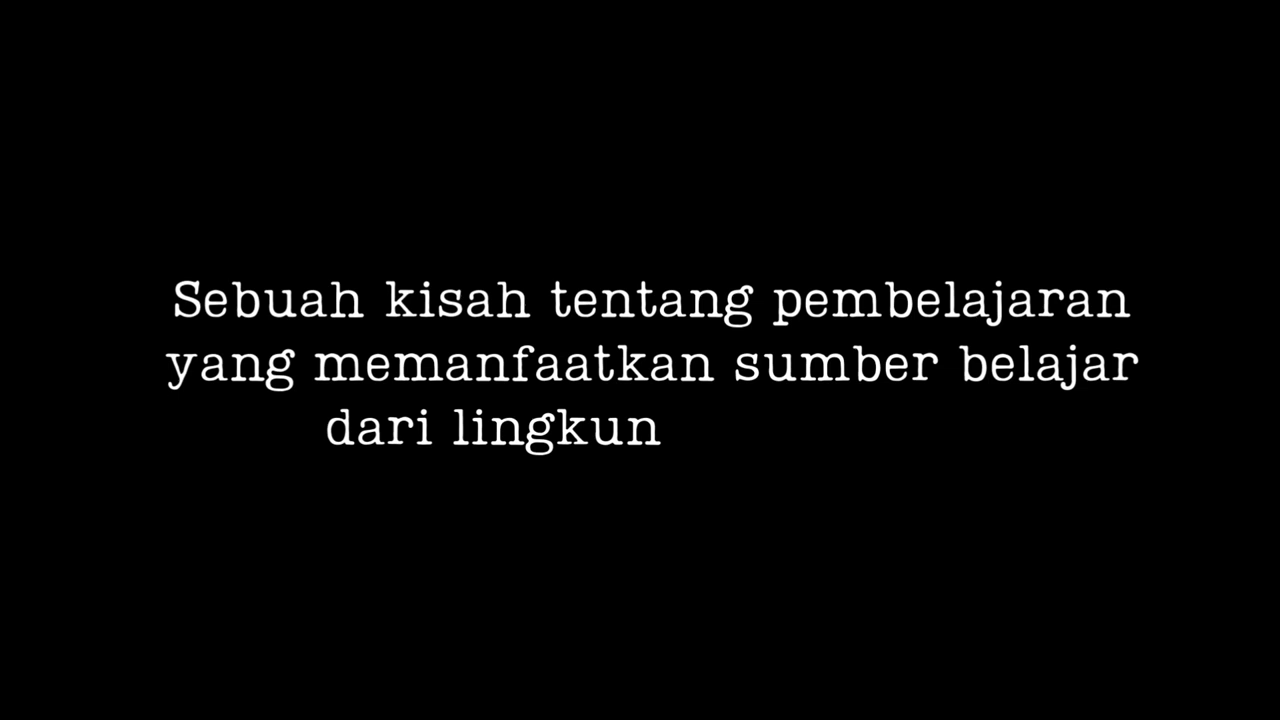 Sebuah kisah tentang pembelajaran
yang memanfaatkan sumber belajar
dari lingkun